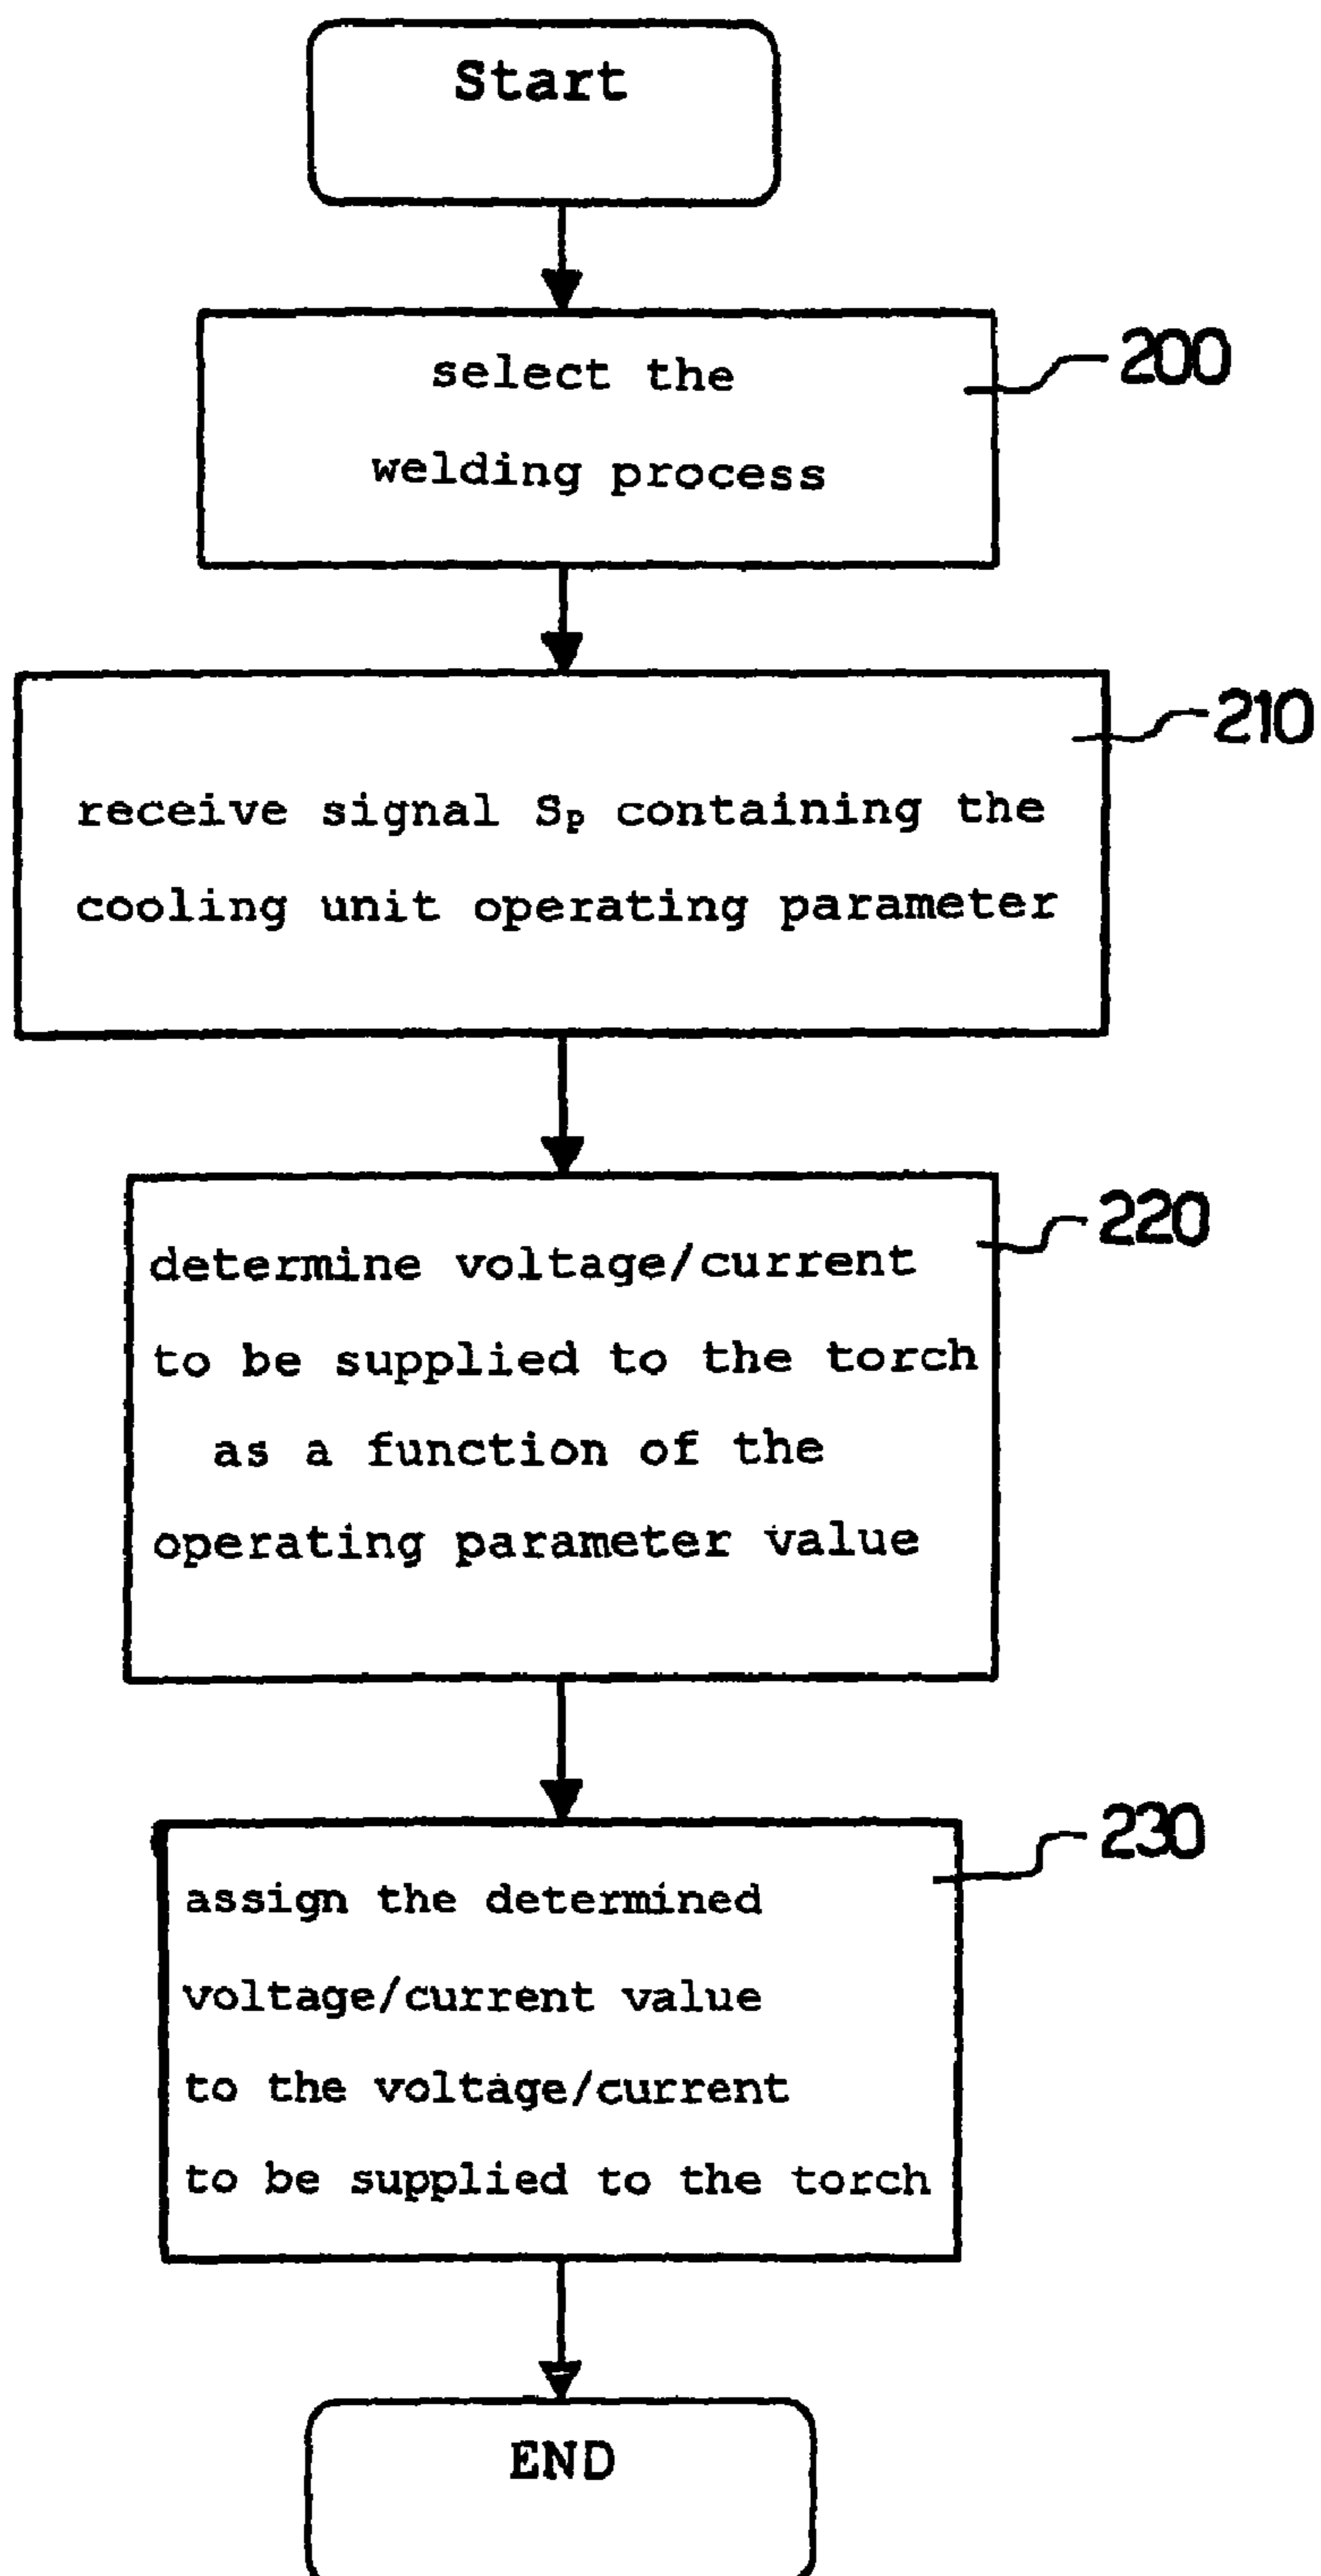 Start
select the
200
welding process
210
receive signal Sₚ containing the
cooling unit operating parameter
220
determine voltage/current
to be supplied to the torch
as a function of the
operating parameter value
230
assign the determined
voltage/current value
to the voltage/current
to be supplied to the torch
END